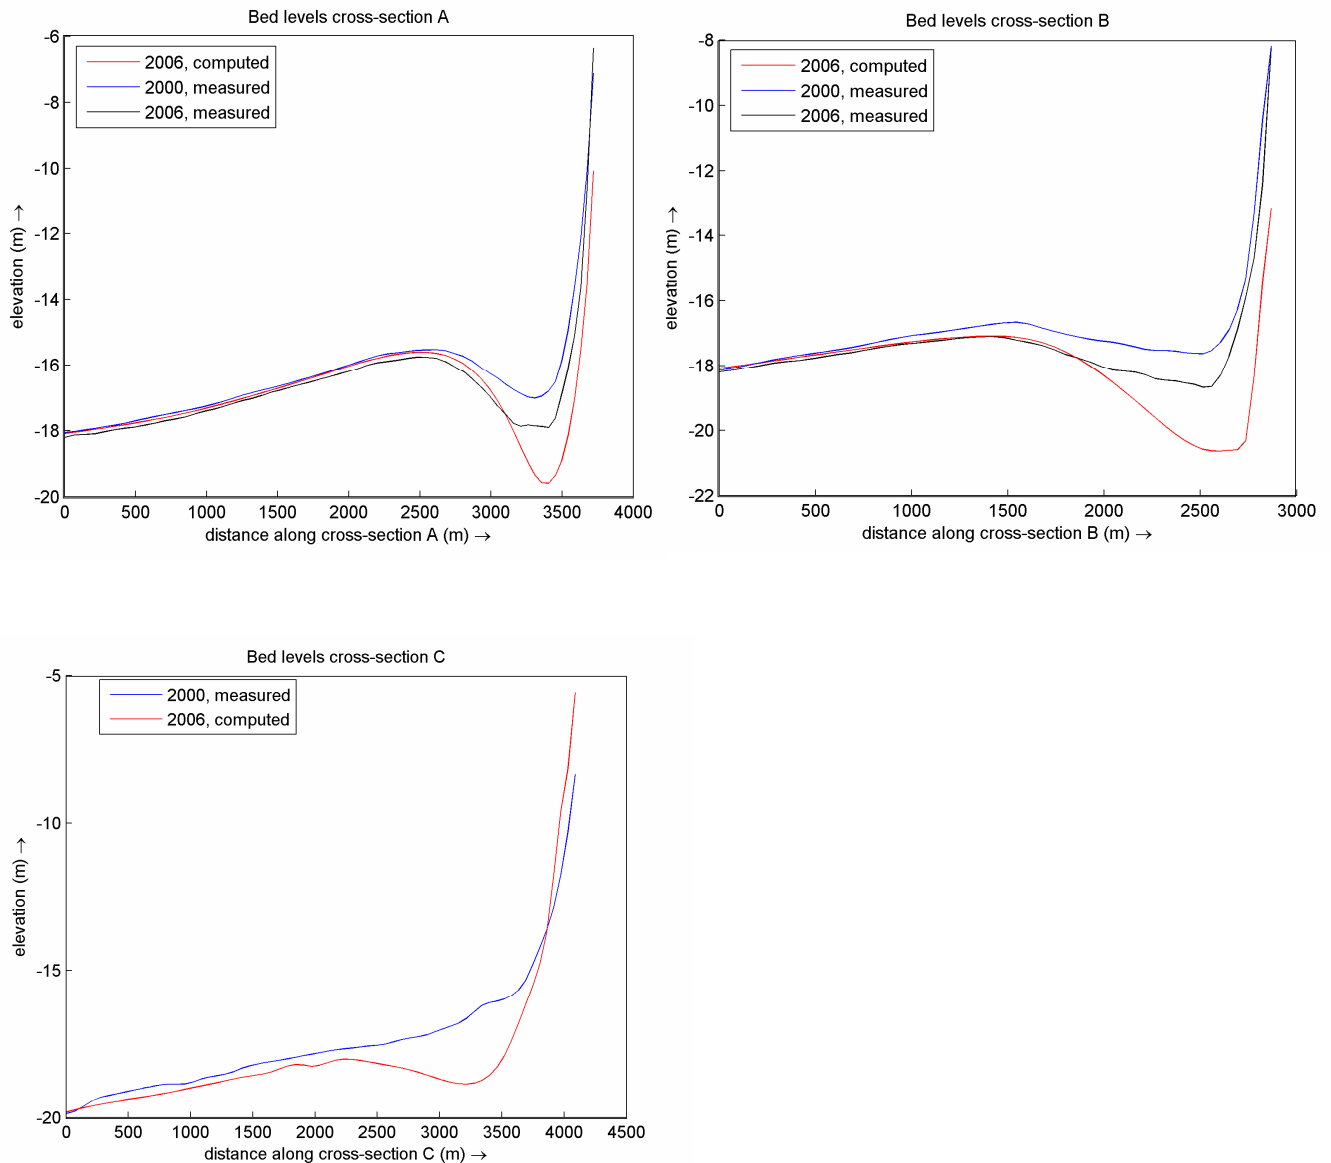 Bed levels cross-section A
2006, computed
2000, measured
2006, measured
-6
-8
-10
-12
-14
-16
-18
-20
elevation (m) →
0 500 1000 1500 2000 2500 3000 3500 4000
distance along cross-section A (m) →
Bed levels cross-section B
2006, computed
2000, measured
2006, measured
-8
-10
-12
-14
-16
-18
-20
-22
elevation (m) →
0 500 1000 1500 2000 2500 3000
distance along cross-section B (m) →
Bed levels cross-section C
2000, measured
2006, computed
-5
-10
-15
-20
elevation (m) →
0 500 1000 1500 2000 2500 3000 3500 4000 4500
distance along cross-section C (m) →